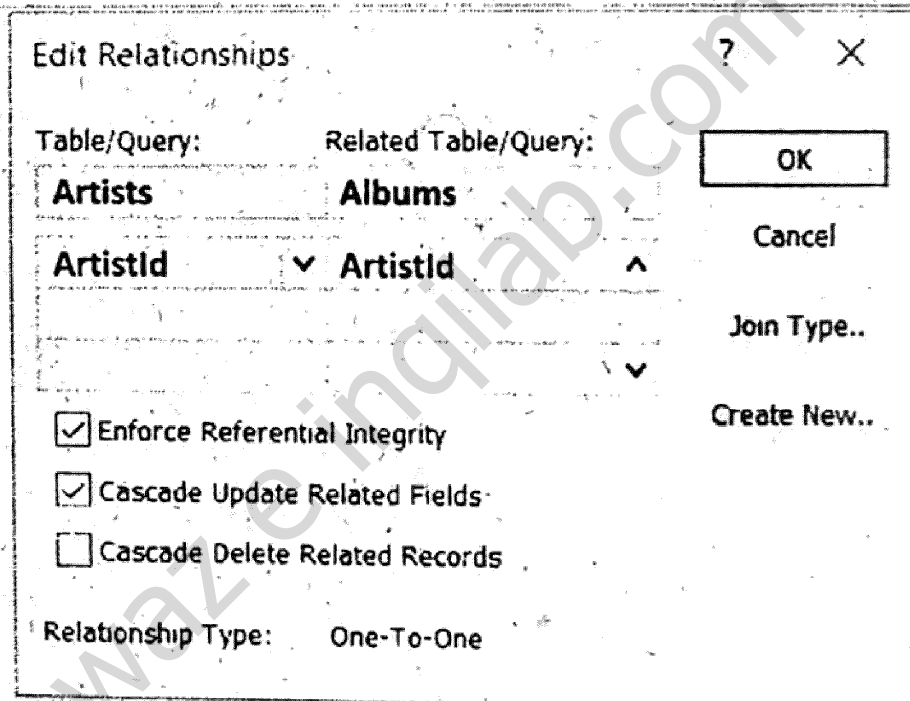 Edit Relationships ? X
Table/Query: Related Table/Query:
Artists Albums
OK
ArtistId ArtistId
Cancel
Join Type..
Create New..
Enforce Referential Integrity
Cascade Update Related Fields
Cascade Delete Related Records
Relationship Type: One-To-One
waz e inqilab.com